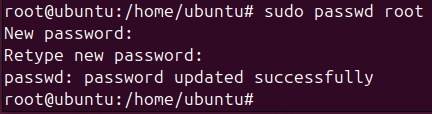 root@ubuntu:/home/ubuntu# sudo passwd root
New password:
Retype new password:
passwd: password updated successfully
root@ubuntu:/home/ubuntu#